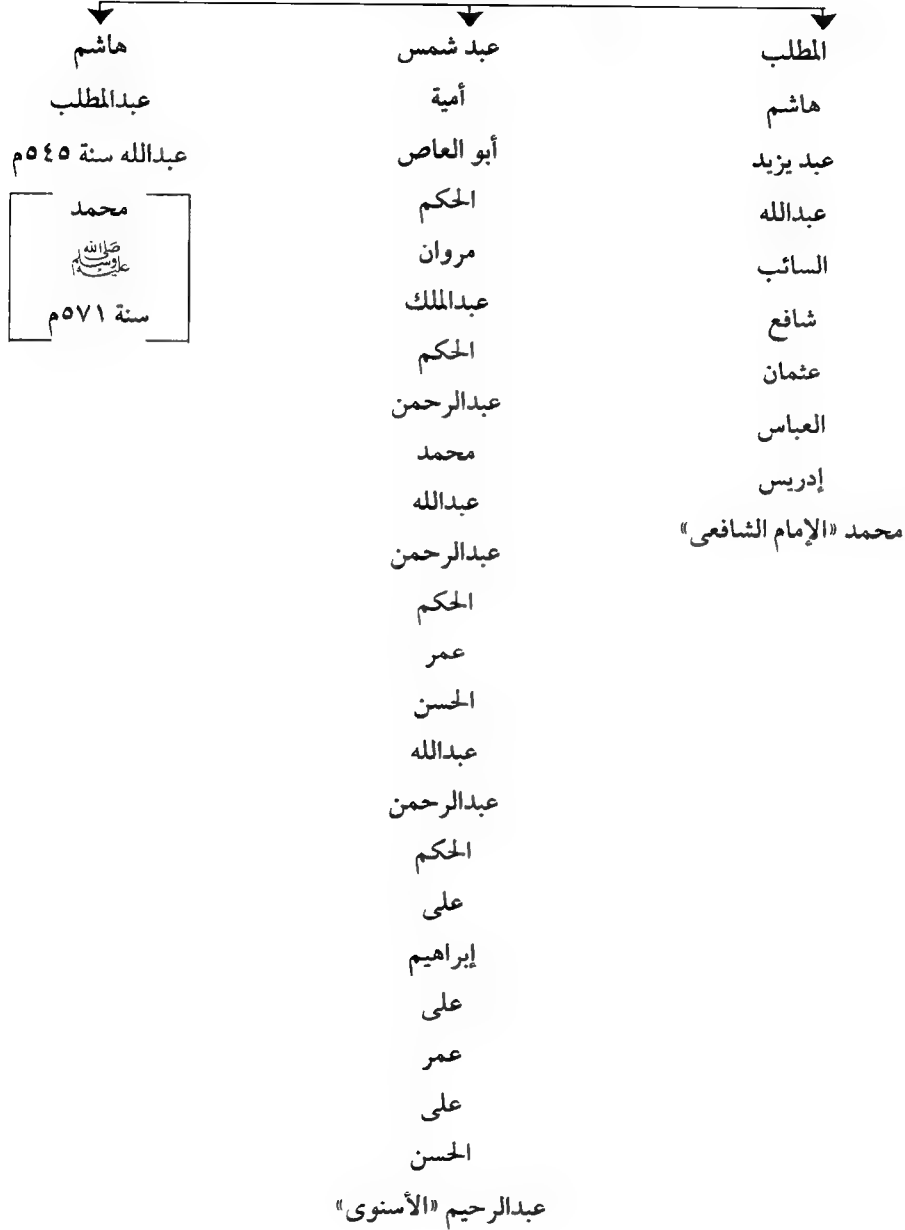 المطلب
هاشم
عبد يزيد
عبدالله
السائب
شافع
عثمان
العباس
إدريس
محمد «الإمام الشافعى»
عبد شمس
أمية
أبو العاص
الحكم
مروان
عبدالملك
الحكم
عبدالرحمن
محمد
عبدالله
عبدالرحمن
الحكم
عمر
الحسن
عبدالله
عبدالرحمن
الحكم
على
إبراهيم
على
عمر
على
الحسن
عبدالرحيم «الأسنوى»
هاشم
عبدالمطلب
عبدالله سنة ٥٤٥م
محمد
ﷺ
سنة ٥٧١م